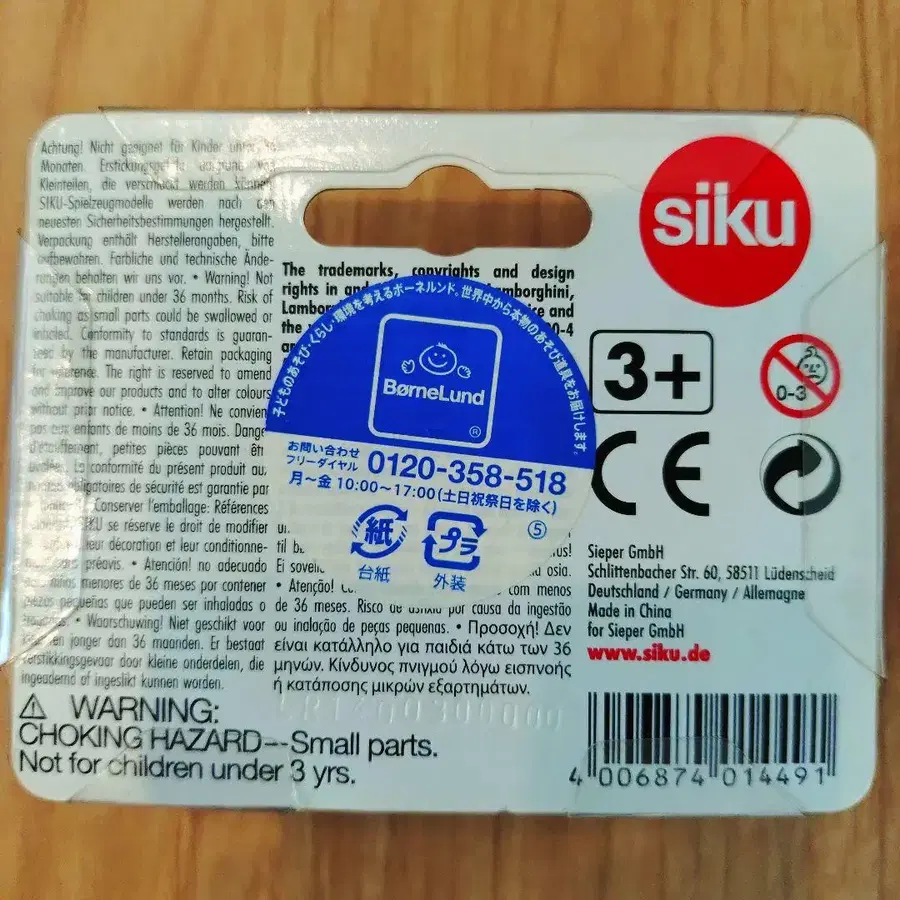 Achtung! Nicht geeignet für Kinder unter
Monaten.
Kleinteilen, die verschluckt werden können.
SIKU-Spielzeugmodelle werden nach den
neuesten Sicherheitsbestimmungen hergestellt.
Verpackung enthält Herstellerangaben, bitte
aufbewahren. Farbliche und technische Ände-
rungen behalten wir uns vor. • Warning! Not
suitable for children under 36 months. Risk of
choking as small parts could be swallowed or
inhaled. Conformity to standards is guaran-
teed by the manufacturer. Retain packaging
for reference. The right is reserved to amend
and improve our products and to alter colours
without prior notice. • Attention! Ne convient
pas aux enfants de moins de 36 mois. Danger
d'étouffement, petites pièces pouvant être
La conformité du présent produit aux
obligatoires de sécurité est garantie par
Conserver l'emballage: Références
SIKU se réserve le droit de modifier
leur décoration et leur conditionne-
préavis. • Atención! no adecuado
para niños menores de 36 meses por contener
piezas pequeñas que pueden ser inhaladas o
• Waarschuwing! Niet geschikt voor
jonger dan 36 maanden. Er bestaat
verstikkingsgevaar door kleine onderdelen, die
ingeademd of ingeslikt kunnen worden.
The trademarks, copyrights and design
rights in and Lamborghini,
and
the
siku
子どものあそび・くらし・環境を考えるボーネルンド。世界中から本物のあそび道具をお届けします。
BørneLund
®
お問い合わせ
フリーダイヤル 0120-358-518
月〜金 10:00〜17:00(土日祝祭日を除く)
⑤
紙
台紙
プラ
外装
• Atenção! com menos
de 36 meses. Risco de asfixia por causa da ingestão
ou inalação de peças pequenas. • Προσοχή! Δεν
είναι κατάλληλο για παιδιά κάτω των 36
μηνών. Κίνδυνος πνιγμού λόγω εισπνοής
ή κατάποσης μικρών εξαρτημάτων.
3+
0-3
CE
Sieper GmbH
Schlittenbacher Str. 60, 58511 Lüdenscheid
Deutschland / Germany / Allemagne
Made in China
for Sieper GmbH
www.siku.de
⚠ WARNING:
CHOKING HAZARD--Small parts.
Not for children under 3 yrs.
4 006874 014491